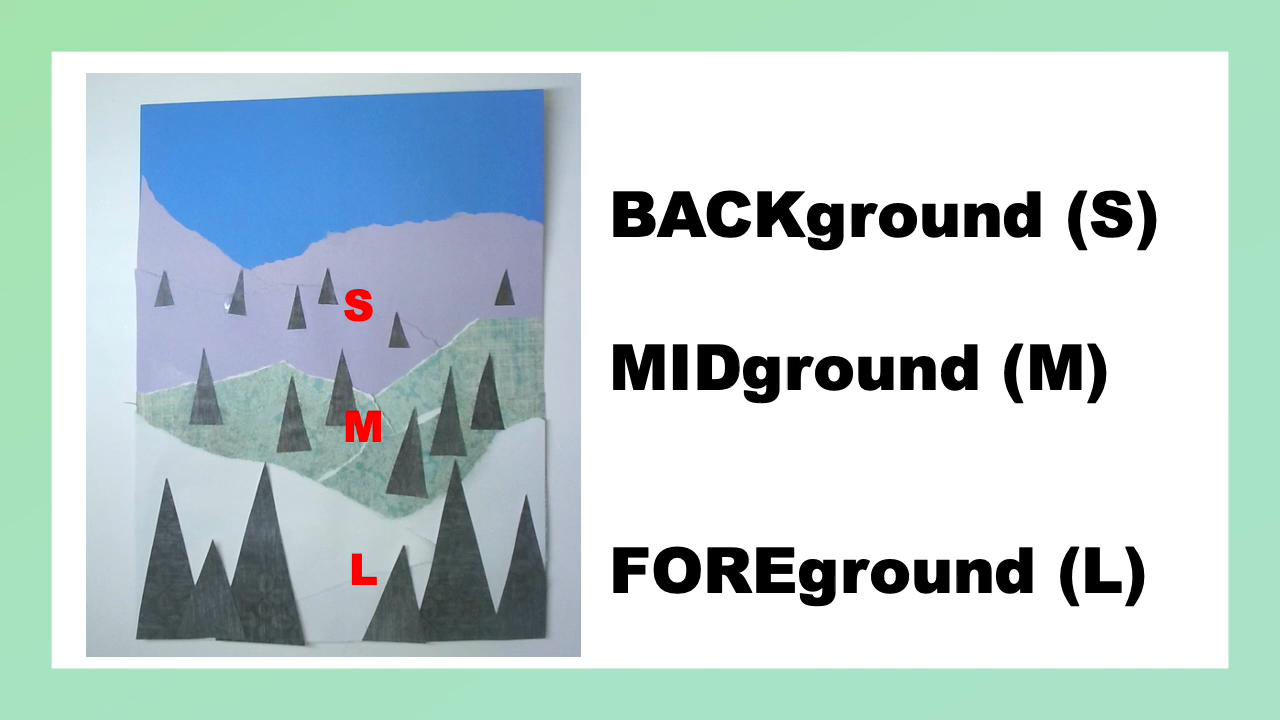 BACKground (S)
S
MIDground (M)
M
FOREground (L)
L